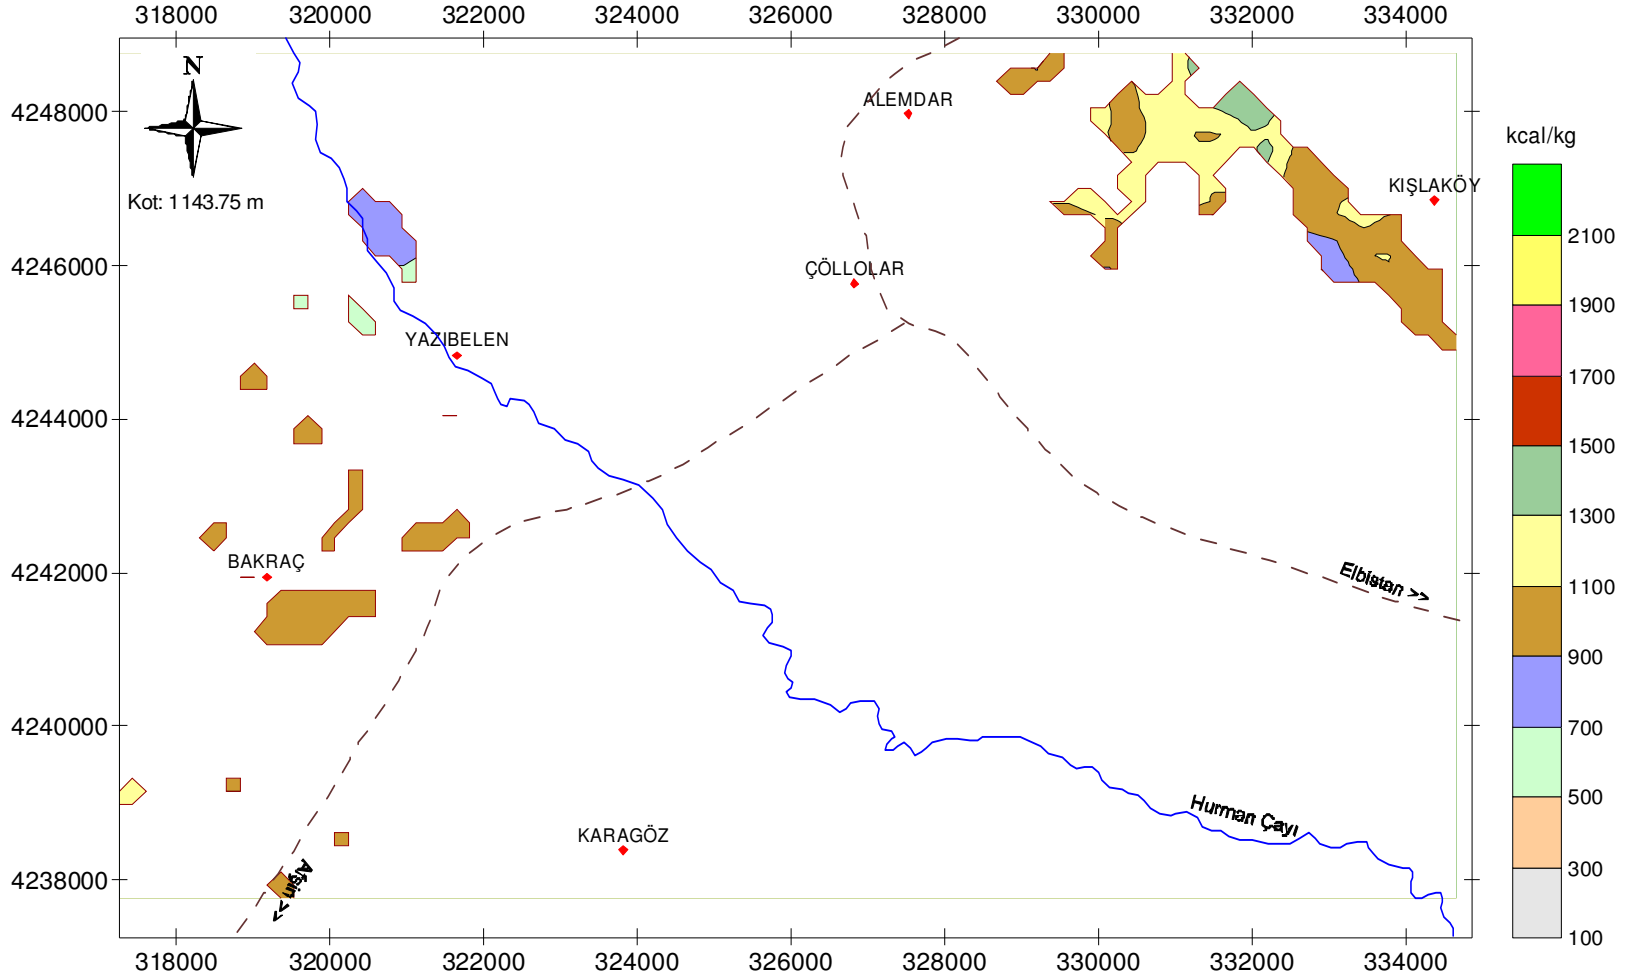 318000 320000 322000 324000 326000 328000 330000 332000 334000
N
ALEMDAR
4248000
kcal/kg
KIŞLAKÖY
Kot: 1143.75 m
2100
4246000
ÇÖLLOLAR
1900
YAZIBELEN
1700
4244000
1500
1300
BAKRAÇ
4242000
Elbistan >>
1100
900
4240000
700
500
Hurman Çayı
KARAGÖZ
4238000
300
Afşin >>
100
318000 320000 322000 324000 326000 328000 330000 332000 334000